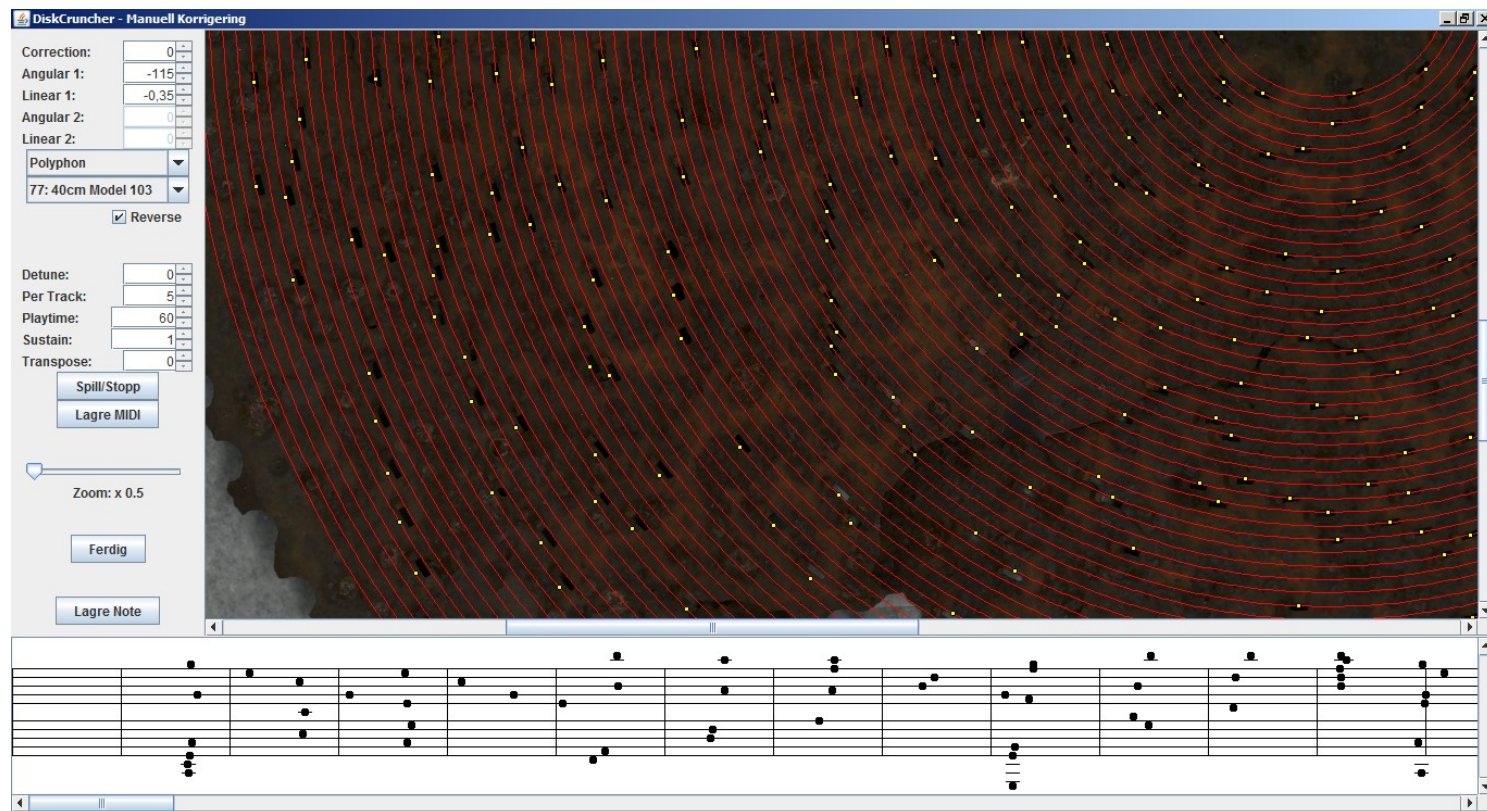 DiskCruncher - Manuell Korrigering
Correction: 0
Angular 1: -115
Linear 1: -0,35
Angular 2: 0
Linear 2: 0
Polyphon
77: 40cm Model 103
Reverse
Detune: 0
Per Track: 5
Playtime: 60
Sustain: 1
Transpose: 0
Spill/Stopp
Lagre MIDI
Zoom: x 0.5
Ferdig
Lagre Note